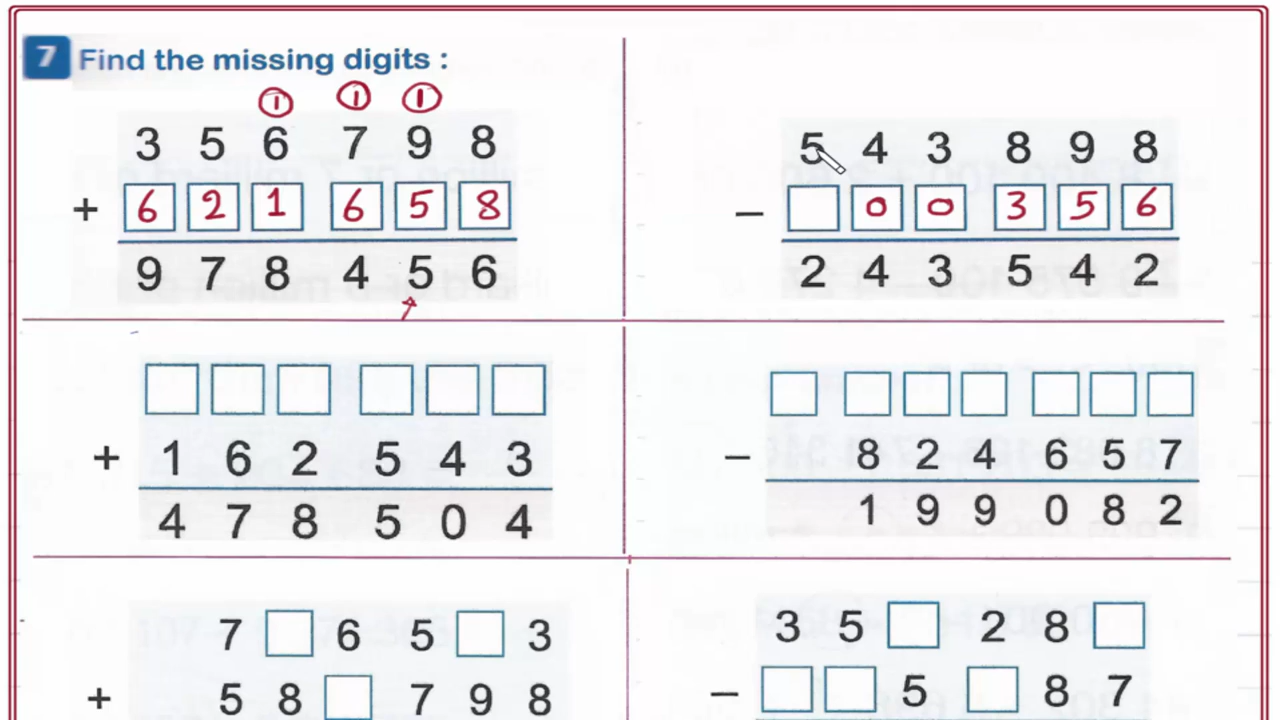 7 Find the missing digits :
1 1 1
3 5 6 7 9 8
+ 6 2 1 6 5 8
9 7 8 4 5 6
5 4 3 8 9 8
- 0 0 3 5 6
2 4 3 5 4 2
+ 1 6 2 5 4 3
4 7 8 5 0 4
- 8 2 4 6 5 7
1 9 9 0 8 2
7 6 5 3
+ 5 8 7 9 8
3 5 2 8
- 5 8 7